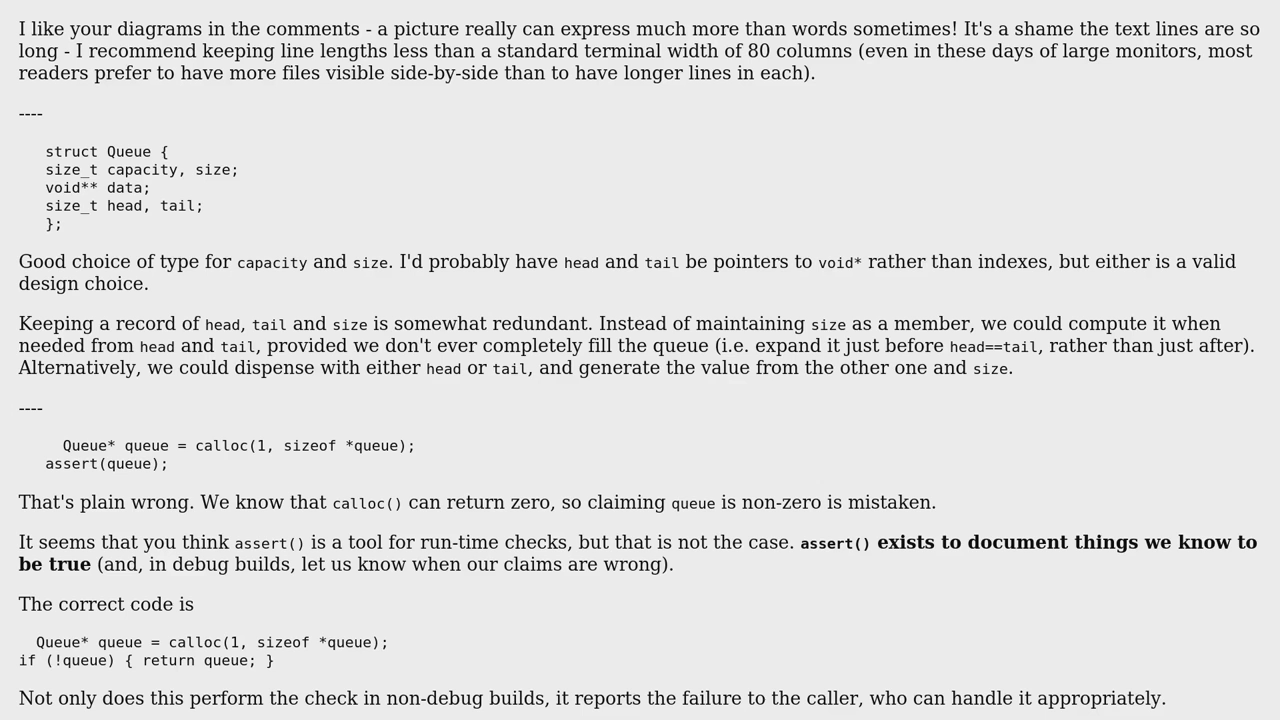 I like your diagrams in the comments - a picture really can express much more than words sometimes! It's a shame the text lines are so
long - I recommend keeping line lengths less than a standard terminal width of 80 columns (even in these days of large monitors, most
readers prefer to have more files visible side-by-side than to have longer lines in each).
----
struct Queue {
size_t capacity, size;
void** data;
size_t head, tail;
};
Good choice of type for capacity and size. I'd probably have head and tail be pointers to void* rather than indexes, but either is a valid
design choice.
Keeping a record of head, tail and size is somewhat redundant. Instead of maintaining size as a member, we could compute it when
needed from head and tail, provided we don't ever completely fill the queue (i.e. expand it just before head==tail, rather than just after).
Alternatively, we could dispense with either head or tail, and generate the value from the other one and size.
----
Queue* queue = calloc(1, sizeof *queue);
assert(queue);
That's plain wrong. We know that calloc() can return zero, so claiming queue is non-zero is mistaken.
It seems that you think assert() is a tool for run-time checks, but that is not the case. assert() exists to document things we know to
be true (and, in debug builds, let us know when our claims are wrong).
The correct code is
Queue* queue = calloc(1, sizeof *queue);
if (!queue) { return queue; }
Not only does this perform the check in non-debug builds, it reports the failure to the caller, who can handle it appropriately.